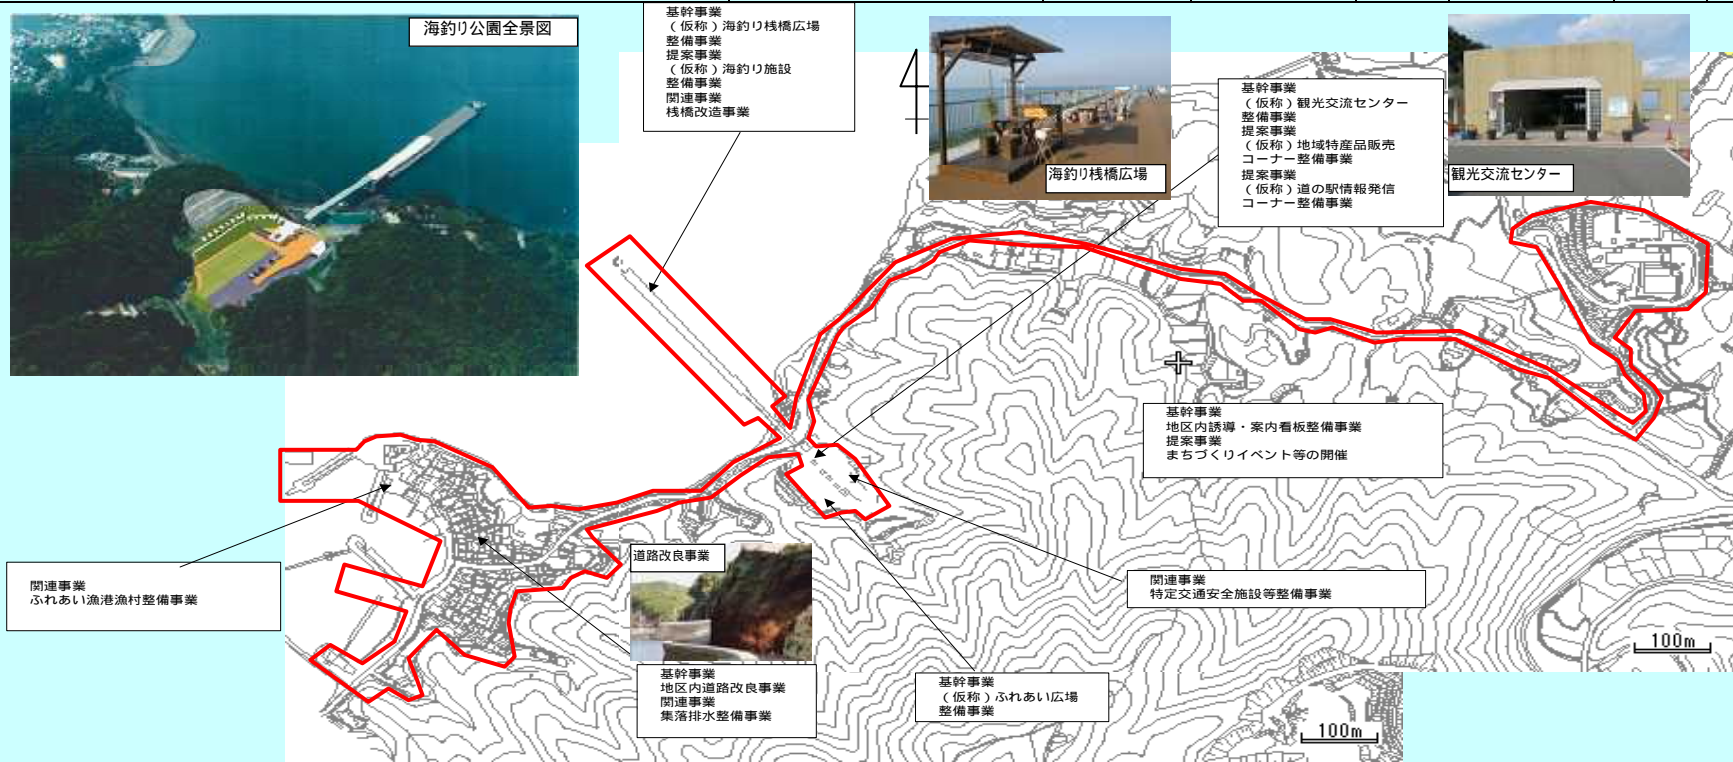 海釣り公園全景図
基幹事業
（仮称）海釣り桟橋広場
整備事業
提案事業
（仮称）海釣り施設
整備事業
関連事業
桟橋改造事業
海釣り桟橋広場
基幹事業
（仮称）観光交流センター
整備事業
提案事業
（仮称）地域特産品販売
コーナー整備事業
提案事業
（仮称）道の駅情報発信
コーナー整備事業
観光交流センター
基幹事業
地区内誘導・案内看板整備事業
提案事業
まちづくりイベント等の開催
関連事業
ふれあい漁港漁村整備事業
道路改良事業
基幹事業
地区内道路改良事業
関連事業
集落排水整備事業
関連事業
特定交通安全施設等整備事業
基幹事業
（仮称）ふれあい広場
整備事業
100m
100m